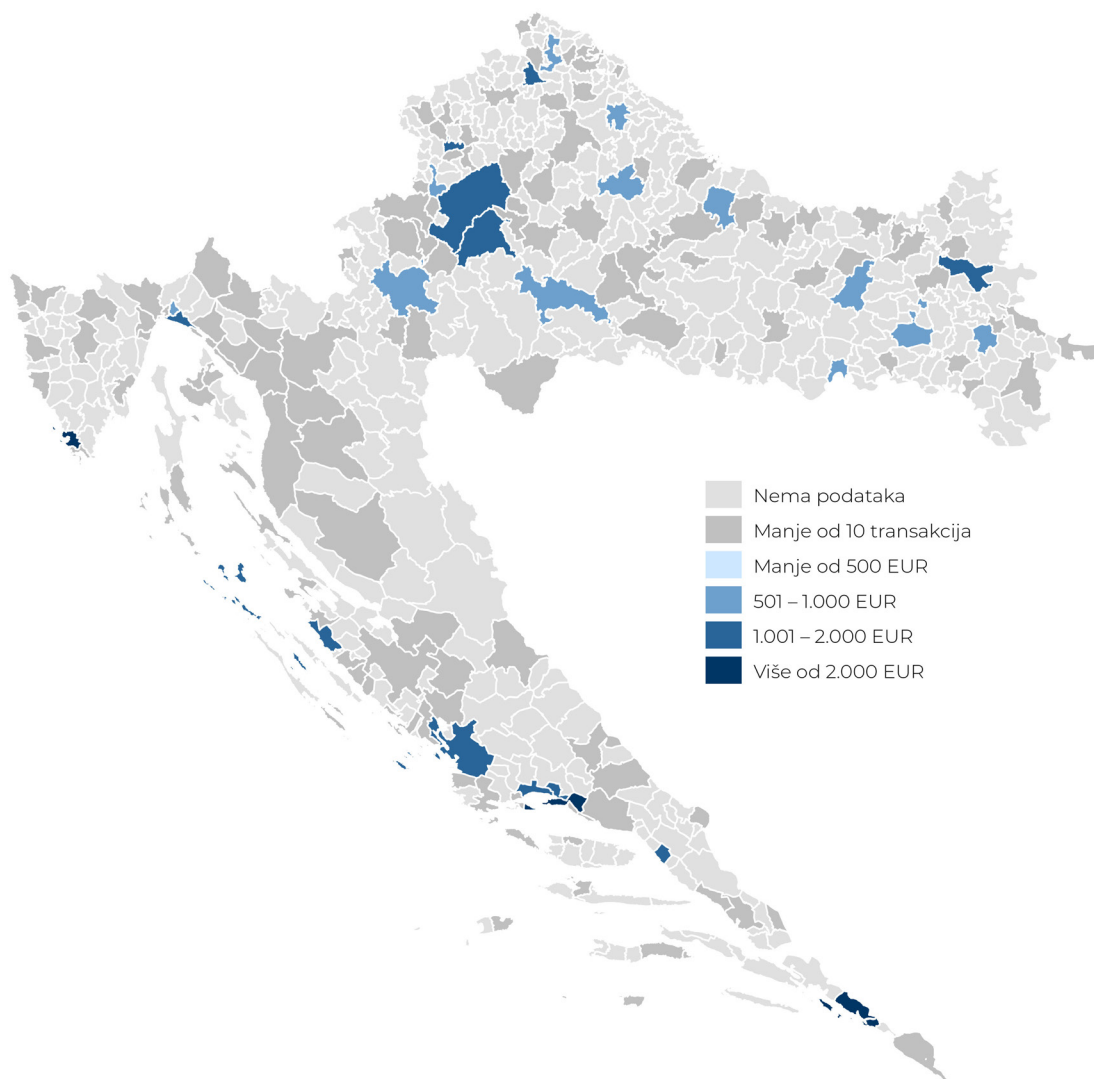 Nema podataka
Manje od 10 transakcija
Manje od 500 EUR
501 – 1.000 EUR
1.001 – 2.000 EUR
Više od 2.000 EUR